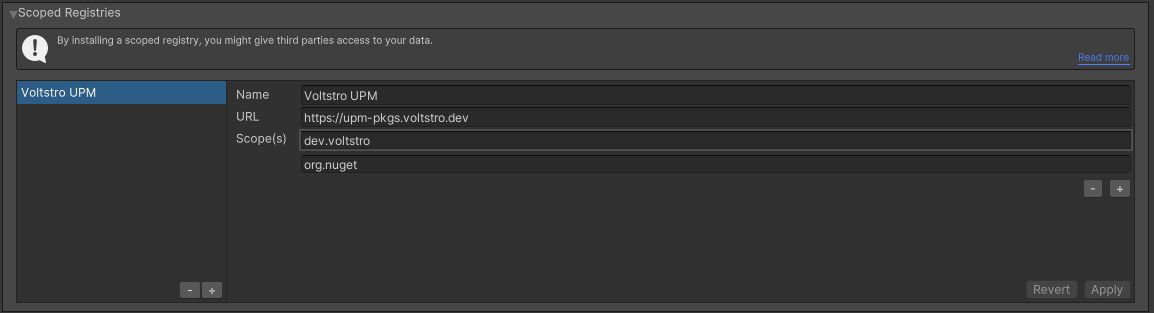 Scoped Registries
By installing a scoped registry, you might give third parties access to your data.
Read more
Voltstro UPM
Name Voltstro UPM
URL https://upm-pkgs.voltstro.dev
Scope(s) dev.voltstro
org.nuget
- +
- +
Revert Apply